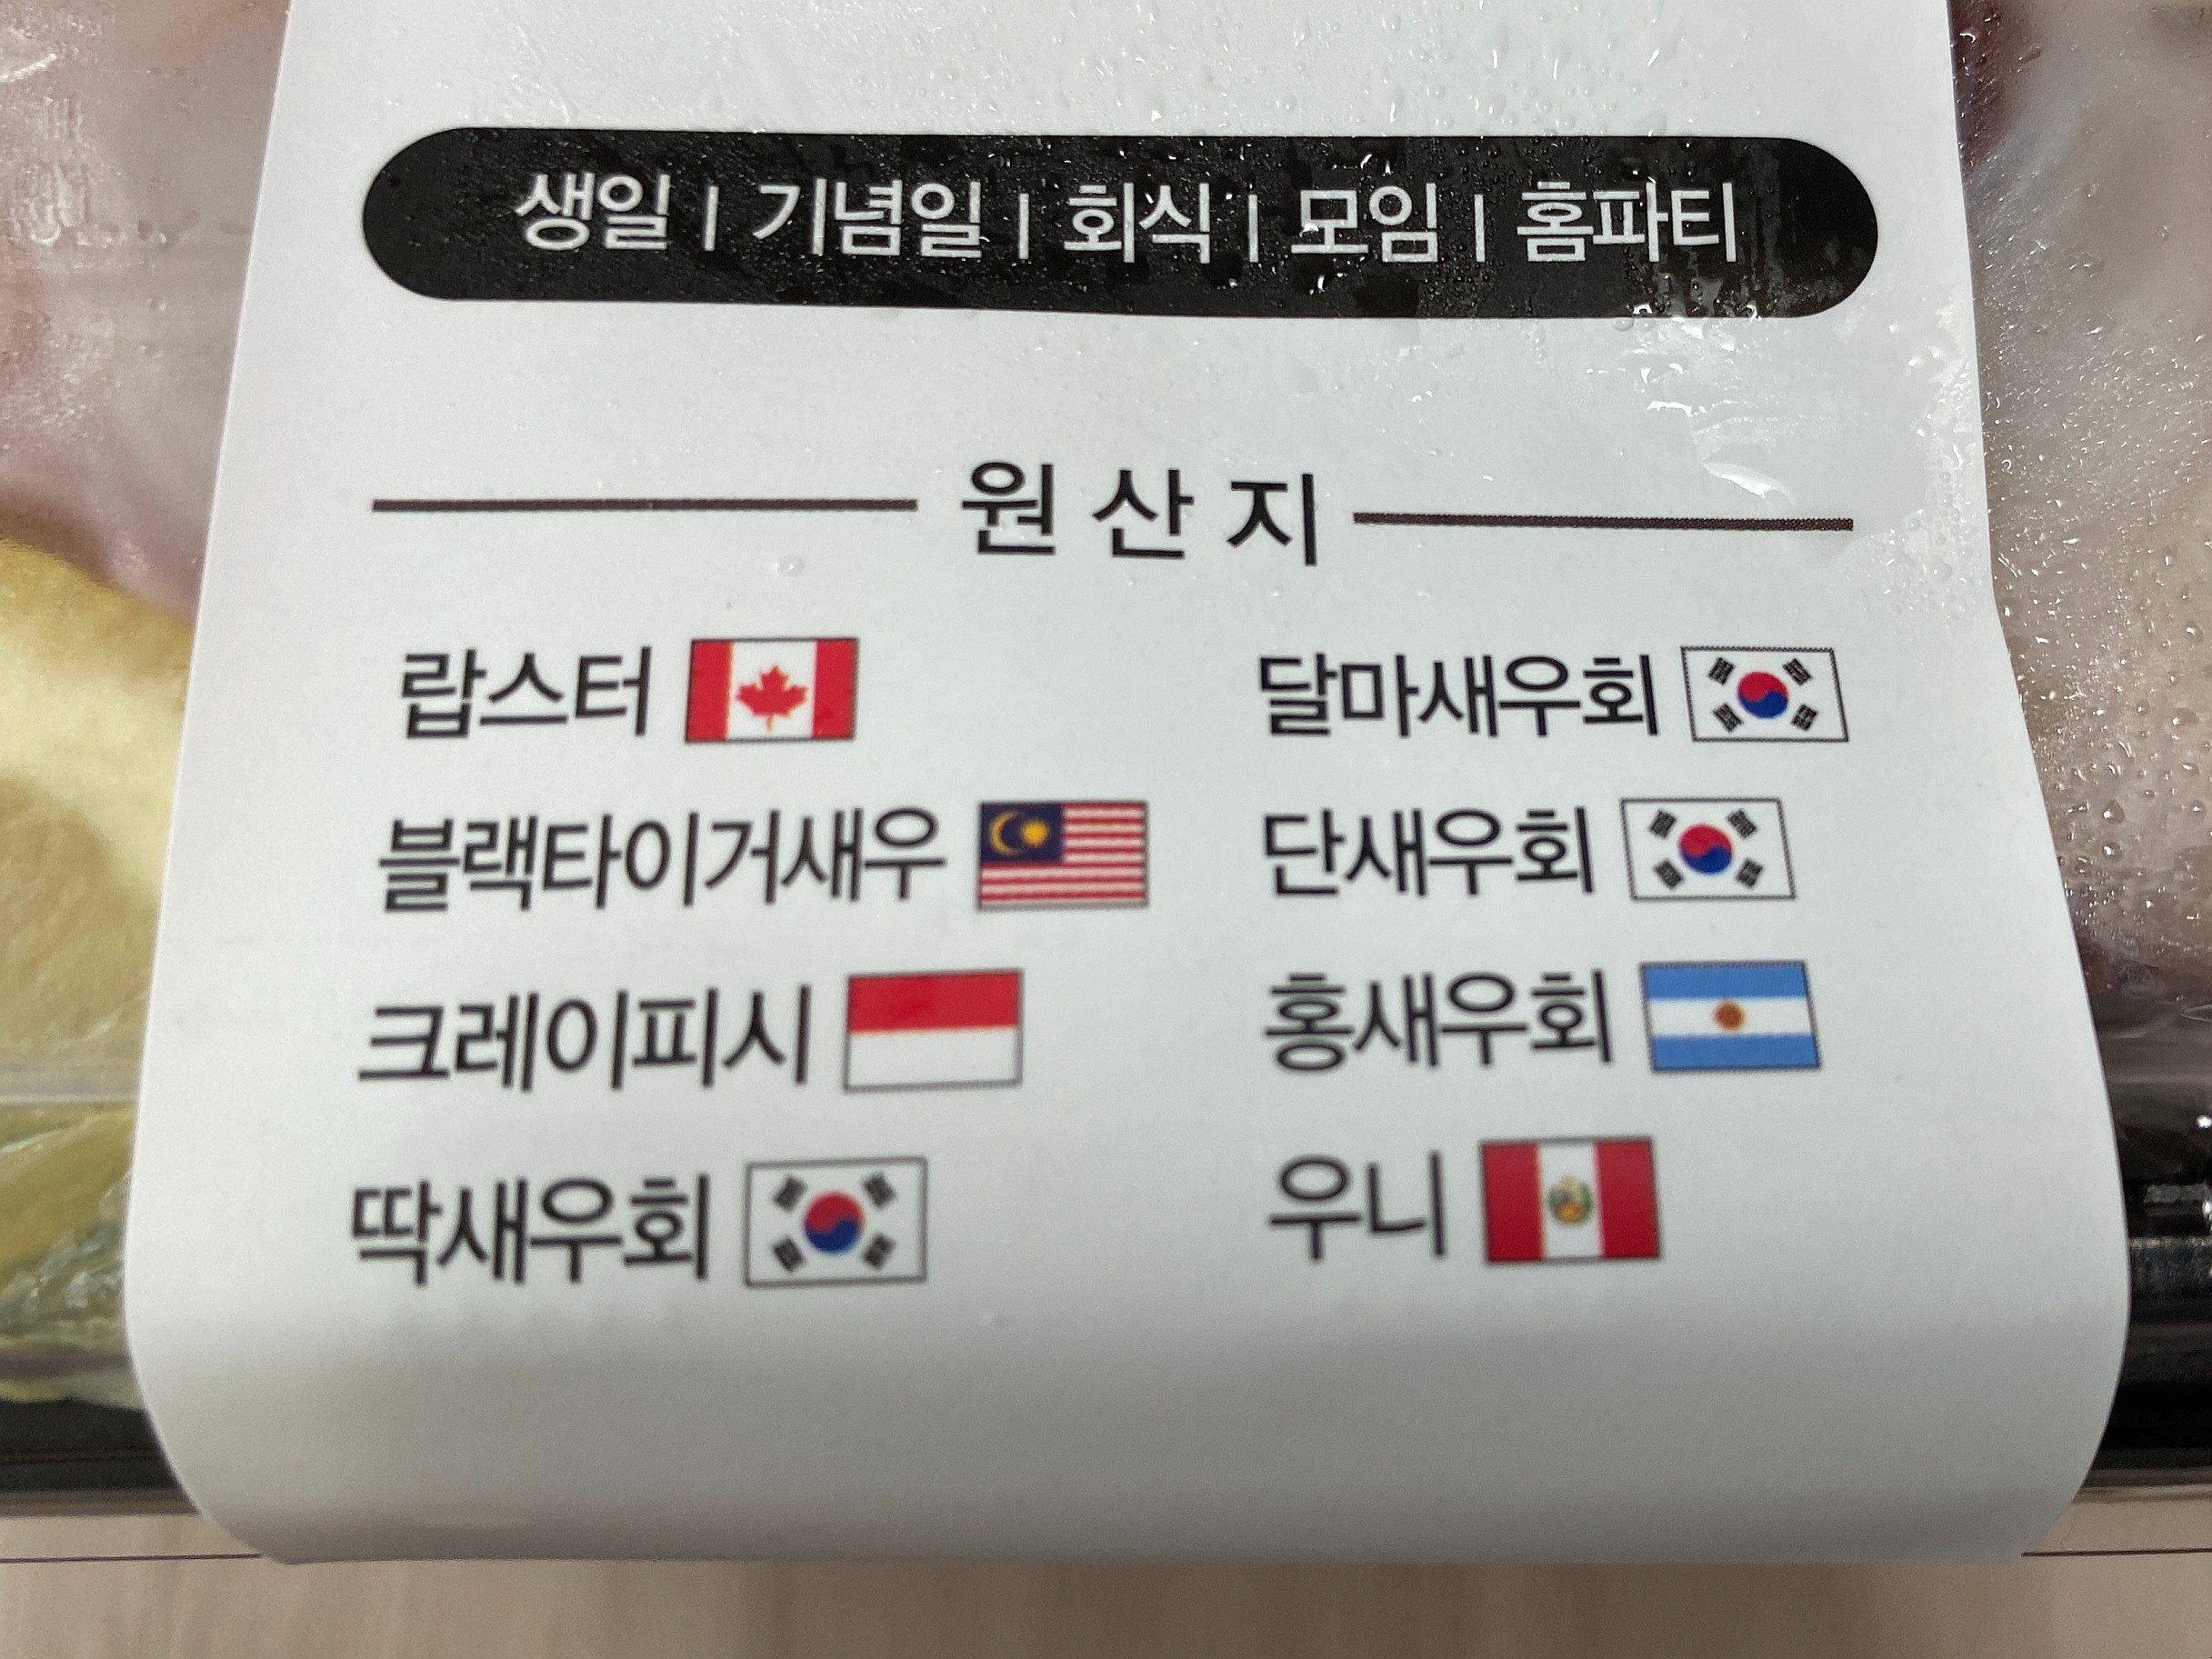 생일 | 기념일 | 회식 | 모임 | 홈파티
원산지
랍스터
달마새우회
블랙타이거새우
단새우회
크레이피시
홍새우회
딱새우회
우니